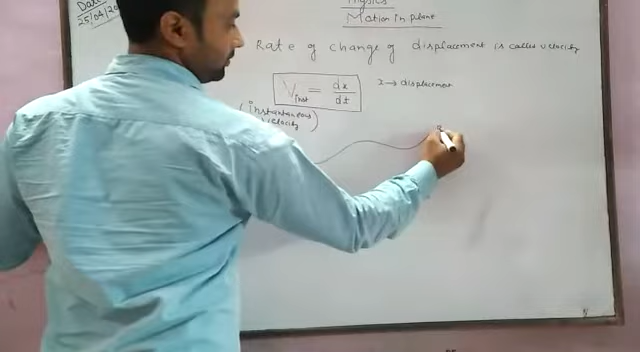 Date
25/04/20
Physics
Motion in plane
Rate of change of displacement is called velocity
V inst = dx/dt
x → displacement
(instantaneous velocity)